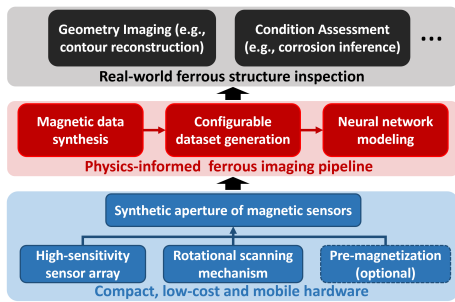 Geometry Imaging (e.g.,
contour reconstruction)
Condition Assessment
(e.g., corrosion inference)
...
Real-world ferrous structure inspection
Magnetic data
synthesis
Configurable
dataset generation
Neural network
modeling
Physics-informed ferrous imaging pipeline
Synthetic aperture of magnetic sensors
High-sensitivity
sensor array
Rotational scanning
mechanism
Pre-magnetization
(optional)
Compact, low-cost and mobile hardware